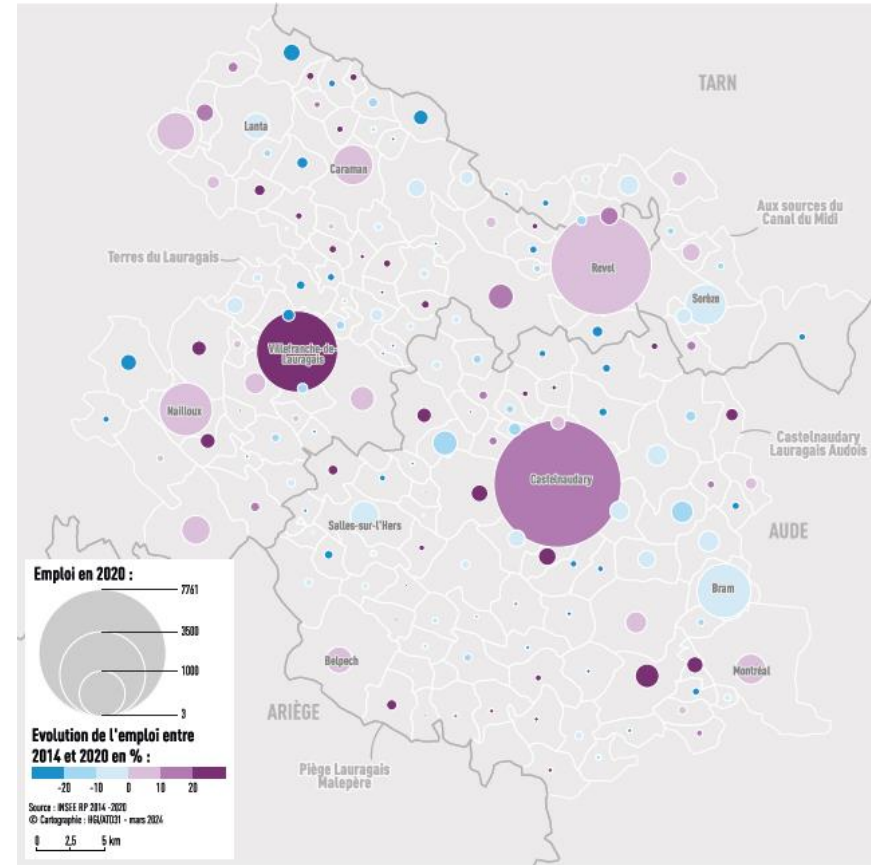 TARN
Lanta
Caraman
Aux sources du
Canal du Midi
Terres du Lauragais
Revel
Sorèze
Villefranche-de-
Lauragais
Nailloux
Castelnaudary
Lauragais Audois
Castelnaudary
Salles-sur-l'Hers
AUDE
Bram
Belpech
Montréal
ARIÈGE
Piège Lauragais
Malepère
Emploi en 2020 :
7761
3500
1000
3
Evolution de l'emploi entre
2014 et 2020 en % :
-20 -10 0 10 20
Source : INSEE RP 2014 -2020
© Cartographie : HGI/ATD31 - mars 2024
0 2,5 5 km